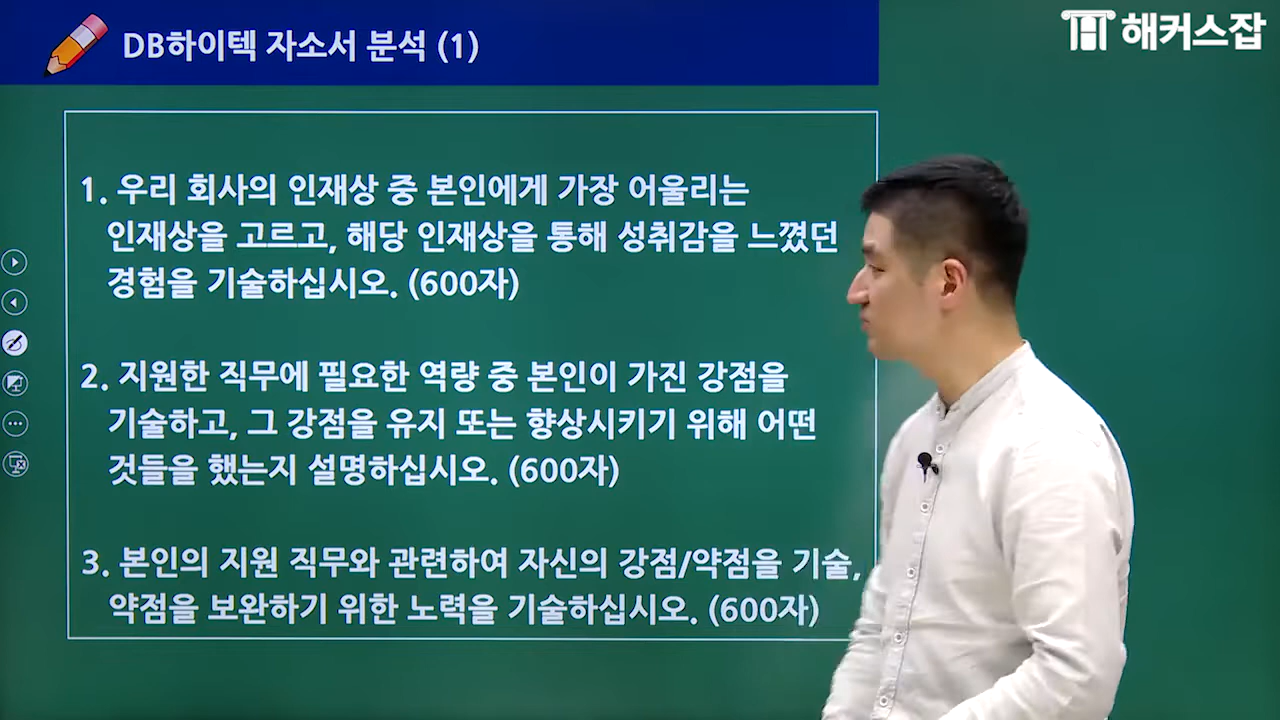 DB하이텍 자소서 분석 (1)
해커스잡
1. 우리 회사의 인재상 중 본인에게 가장 어울리는
인재상을 고르고, 해당 인재상을 통해 성취감을 느꼈던
경험을 기술하십시오. (600자)
2. 지원한 직무에 필요한 역량 중 본인이 가진 강점을
기술하고, 그 강점을 유지 또는 향상시키기 위해 어떤
것들을 했는지 설명하십시오. (600자)
3. 본인의 지원 직무와 관련하여 자신의 강점/약점을 기술,
약점을 보완하기 위한 노력을 기술하십시오. (600자)